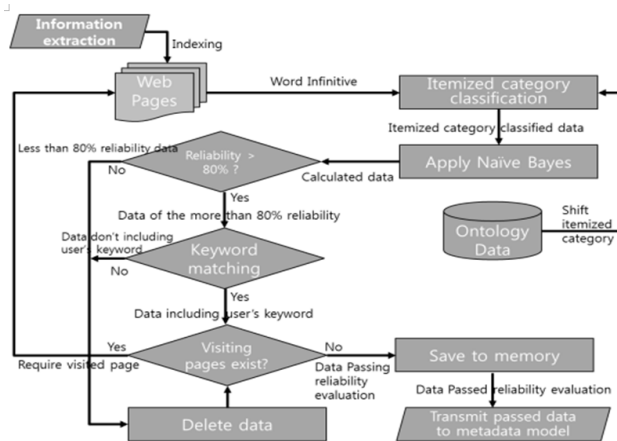 Information
extraction
Indexing
Web
Pages
Word Infinitive
Itemized category
classification
Itemized category classified data
Less than 80% reliability data
Reliability >
80% ?
No
Calculated data
Apply Naïve Bayes
Yes
Data of the more than 80% reliability
Shift
itemized
category
Ontology
Data
Data don't including
user's keyword
Keyword
matching
No
Yes
Data including user's keyword
Yes
Require visited page
Visiting
pages exist?
No
Data Passing
reliability
evaluation
Save to memory
Data Passed reliability evaluation
Delete data
Transmit passed data
to metadata model